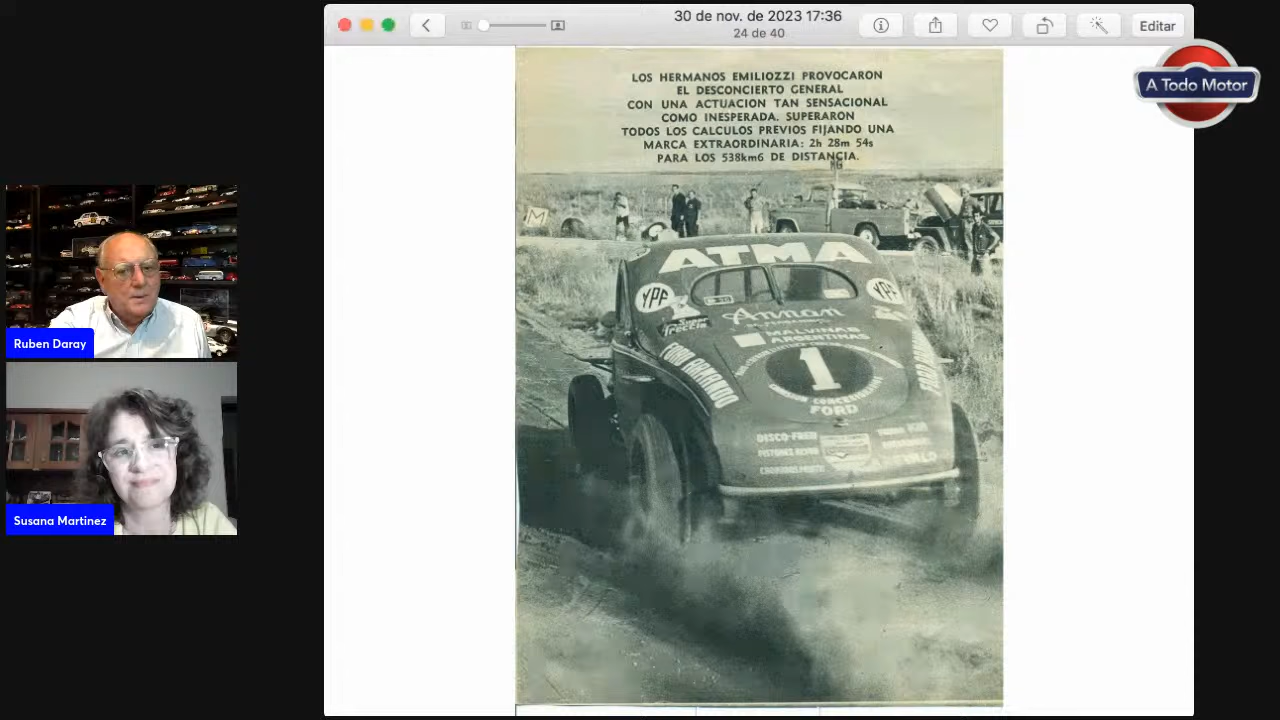 30 de nov. de 2023 17:36
24 de 40
Editar
A Todo Motor
LOS HERMANOS EMILIOZZI PROVOCARON
EL DESCONCIERTO GENERAL
CON UNA ACTUACION TAN SENSACIONAL
COMO INESPERADA. SUPERARON
TODOS LOS CALCULOS PREVIOS FIJANDO UNA
MARCA EXTRAORDINARIA: 2h 28m 54s
PARA LOS 538km6 DE DISTANCIA.
M
ATMA
YPF
YPF
Super
Treccia
Annan
MALVINAS
ARGENTINAS
1
FORD
DISCO-FREN
Ruben Daray
Susana Martinez